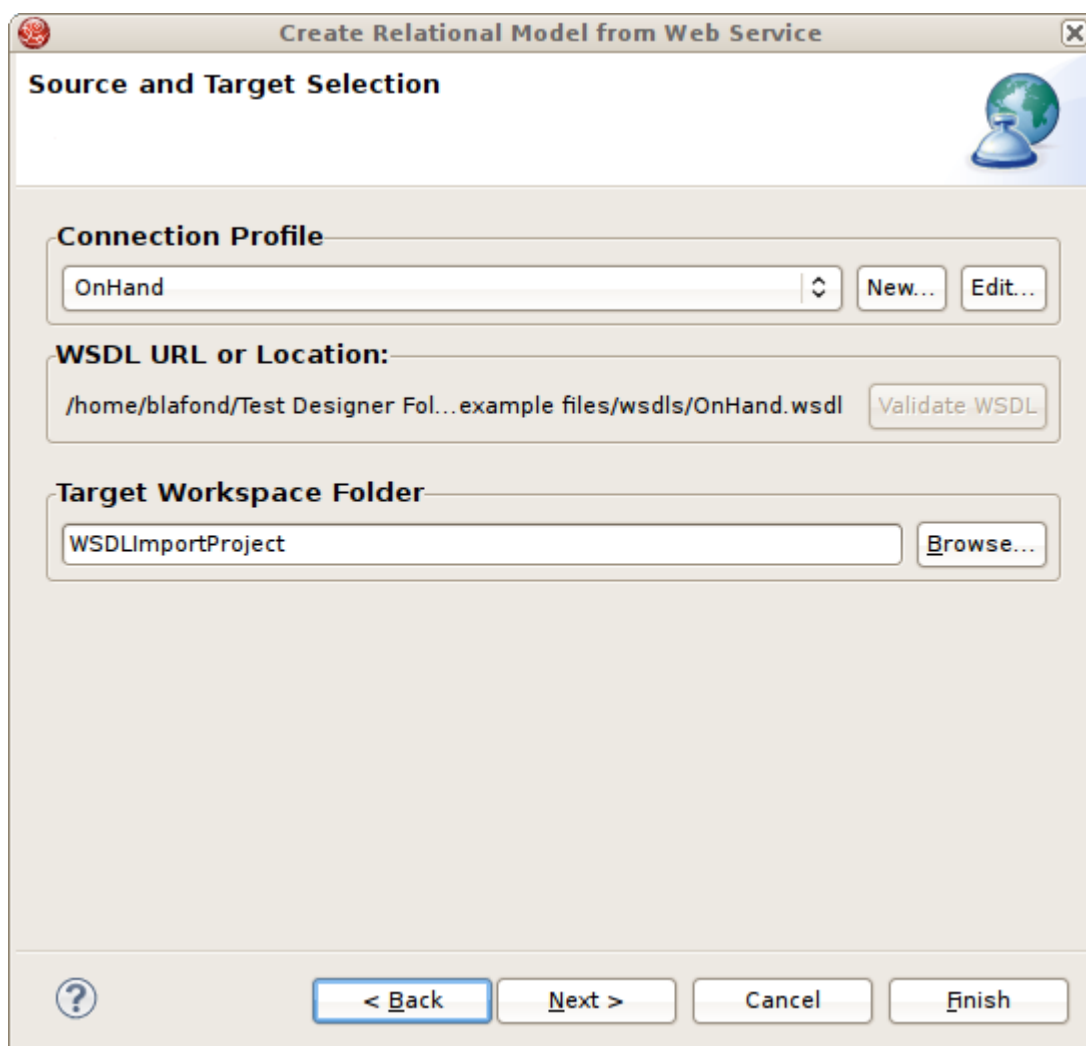 Create Relational Model from Web Service
Source and Target Selection
Connection Profile
OnHand
New...
Edit...
WSDL URL or Location:
/home/blafond/Test Designer Fol...example files/wsdls/OnHand.wsdl
Validate WSDL
Target Workspace Folder
WSDLImportProject
Browse...
?
< Back
Next >
Cancel
Finish